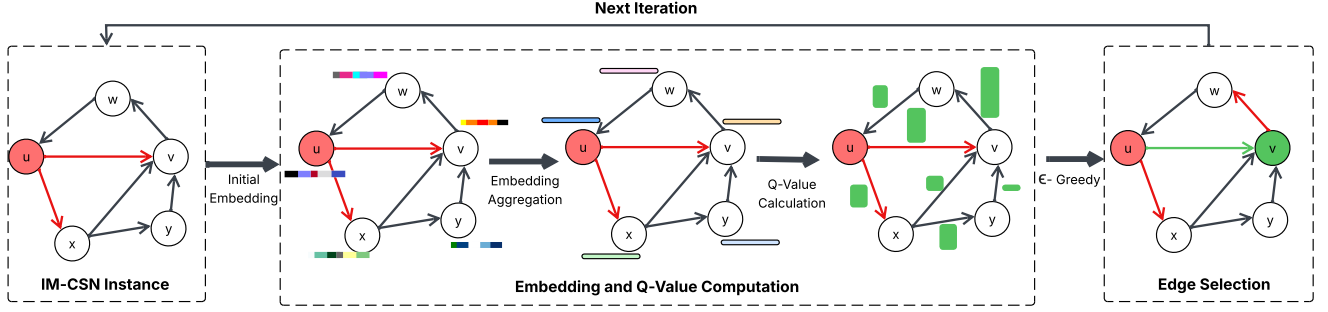 Next Iteration
w
u
v
x
y
IM-CSN Instance
Initial
Embedding
w
u
v
x
y
Embedding
Aggregation
w
u
v
x
y
Q-Value
Calculation
w
u
v
x
y
Embedding and Q-Value Computation
Є- Greedy
w
u
v
x
y
Edge Selection